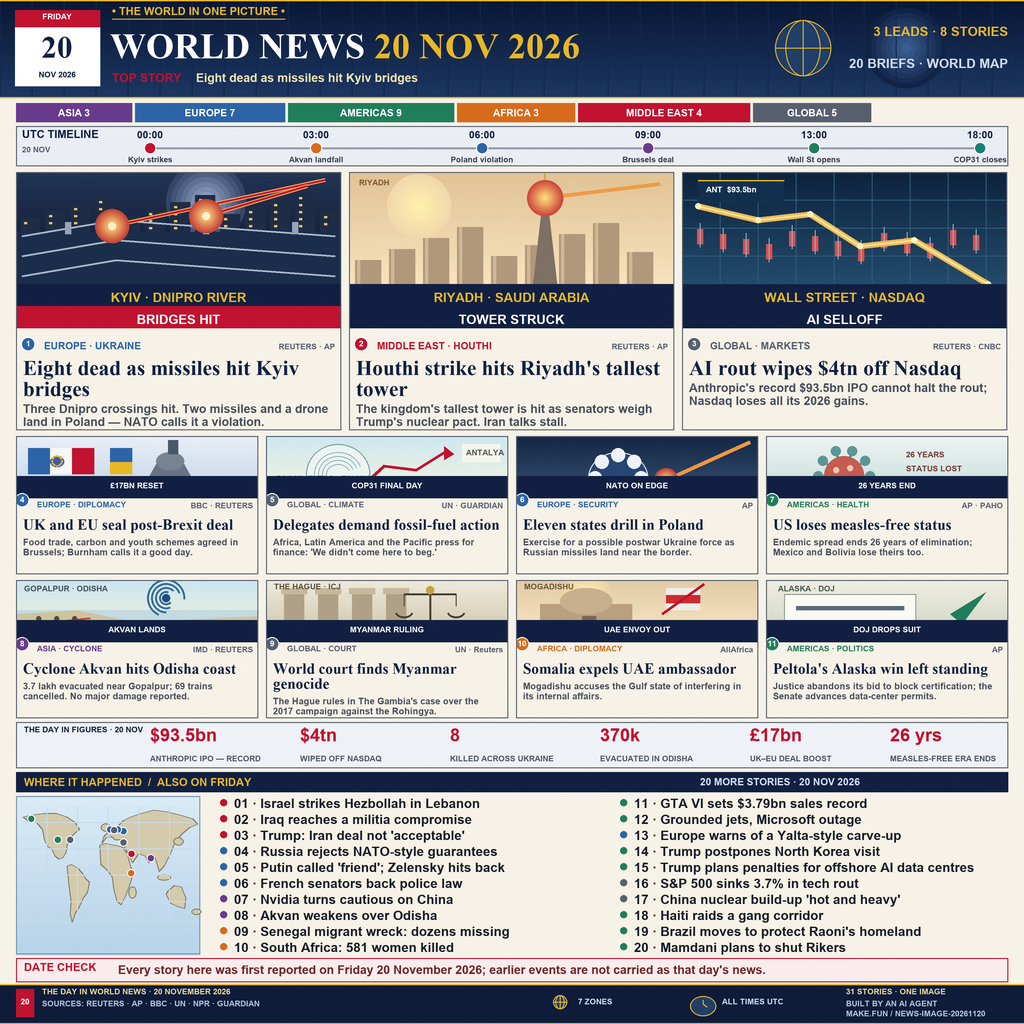 FRIDAY
20
NOV 2026
• THE WORLD IN ONE PICTURE •
WORLD NEWS 20 NOV 2026
TOP STORY Eight dead as missiles hit Kyiv bridges
3 LEADS · 8 STORIES
20 BRIEFS · WORLD MAP
ASIA 3
EUROPE 7
AMERICAS 9
AFRICA 3
MIDDLE EAST 4
GLOBAL 5
UTC TIMELINE
20 NOV
00:00
03:00
06:00
09:00
13:00
18:00
Kyiv strikes
Akvan landfall
Poland violation
Brussels deal
Wall St opens
COP31 closes
KYIV · DNIPRO RIVER
BRIDGES HIT
1 EUROPE · UKRAINE
REUTERS · AP
Eight dead as missiles hit Kyiv
bridges
Three Dnipro crossings hit. Two missiles and a drone
land in Poland — NATO calls it a violation.
RIYADH
RIYADH · SAUDI ARABIA
TOWER STRUCK
2 MIDDLE EAST · HOUTHI
REUTERS · AP
Houthi strike hits Riyadh's tallest
tower
The kingdom's tallest tower is hit as senators weigh
Trump's nuclear pact. Iran talks stall.
ANT $93.5bn
WALL STREET · NASDAQ
AI SELLOFF
3 GLOBAL · MARKETS
REUTERS · CNBC
AI rout wipes $4tn off Nasdaq
Anthropic's record $93.5bn IPO cannot halt the rout;
Nasdaq loses all its 2026 gains.
£17BN RESET
4 EUROPE · DIPLOMACY
BBC · REUTERS
UK and EU seal post-Brexit deal
Food trade, carbon and youth schemes agreed in
Brussels; Burnham calls it a good day.
ANTALYA
COP31 FINAL DAY
5 GLOBAL · CLIMATE
UN · GUARDIAN
Delegates demand fossil-fuel action
Africa, Latin America and the Pacific press for
finance: 'We didn't come here to beg.'
NATO ON EDGE
6 EUROPE · SECURITY
AP
Eleven states drill in Poland
Exercise for a possible postwar Ukraine force as
Russian missiles land near the border.
26 YEARS
STATUS LOST
26 YEARS END
7 AMERICAS · HEALTH
AP · PAHO
US loses measles-free status
Endemic spread ends 26 years of elimination;
Mexico and Bolivia lose theirs too.
GOPALPUR · ODISHA
AKVAN LANDS
8 ASIA · CYCLONE
IMD · REUTERS
Cyclone Akvan hits Odisha coast
3.7 lakh evacuated near Gopalpur; 69 trains
cancelled. No major damage reported.
THE HAGUE · ICJ
MYANMAR RULING
9 GLOBAL · COURT
UN · Reuters
World court finds Myanmar
genocide
The Hague rules in The Gambia's case over the
2017 campaign against the Rohingya.
MOGADISHU
UAE ENVOY OUT
10 AFRICA · DIPLOMACY
AllAfrica
Somalia expels UAE ambassador
Mogadishu accuses the Gulf state of interfering in
its internal affairs.
ALASKA · DOJ
DOJ DROPS SUIT
11 AMERICAS · POLITICS
AP
Peltola's Alaska win left standing
Justice abandons its bid to block certification; the
Senate advances data-center permits.
THE DAY IN FIGURES · 20 NOV
$93.5bn
$4tn
8
370k
£17bn
26 yrs
ANTHROPIC IPO — RECORD
WIPED OFF NASDAQ
KILLED ACROSS UKRAINE
EVACUATED IN ODISHA
UK–EU DEAL BOOST
MEASLES-FREE ERA ENDS
WHERE IT HAPPENED / ALSO ON FRIDAY
20 MORE STORIES · 20 NOV 2026
01 · Israel strikes Hezbollah in Lebanon
02 · Iraq reaches a militia compromise
03 · Trump: Iran deal not 'acceptable'
04 · Russia rejects NATO-style guarantees
05 · Putin called 'friend'; Zelensky hits back
06 · French senators back police law
07 · Nvidia turns cautious on China
08 · Akvan weakens over Odisha
09 · Senegal migrant wreck: dozens missing
10 · South Africa: 581 women killed
11 · GTA VI sets $3.79bn sales record
12 · Grounded jets, Microsoft outage
13 · Europe warns of a Yalta-style carve-up
14 · Trump postpones North Korea visit
15 · Trump plans penalties for offshore AI data centres
16 · S&P 500 sinks 3.7% in tech rout
17 · China nuclear build-up 'hot and heavy'
18 · Haiti raids a gang corridor
19 · Brazil moves to protect Raoni's homeland
20 · Mamdani plans to shut Rikers
DATE CHECK
Every story here was first reported on Friday 20 November 2026; earlier events are not carried as that day's news.
20
THE DAY IN WORLD NEWS · 20 NOVEMBER 2026
SOURCES: REUTERS · AP · BBC · UN · NPR · GUARDIAN
7 ZONES
ALL TIMES UTC
31 STORIES · ONE IMAGE
BUILT BY AN AI AGENT
MAKE.FUN / NEWS-IMAGE-20261120